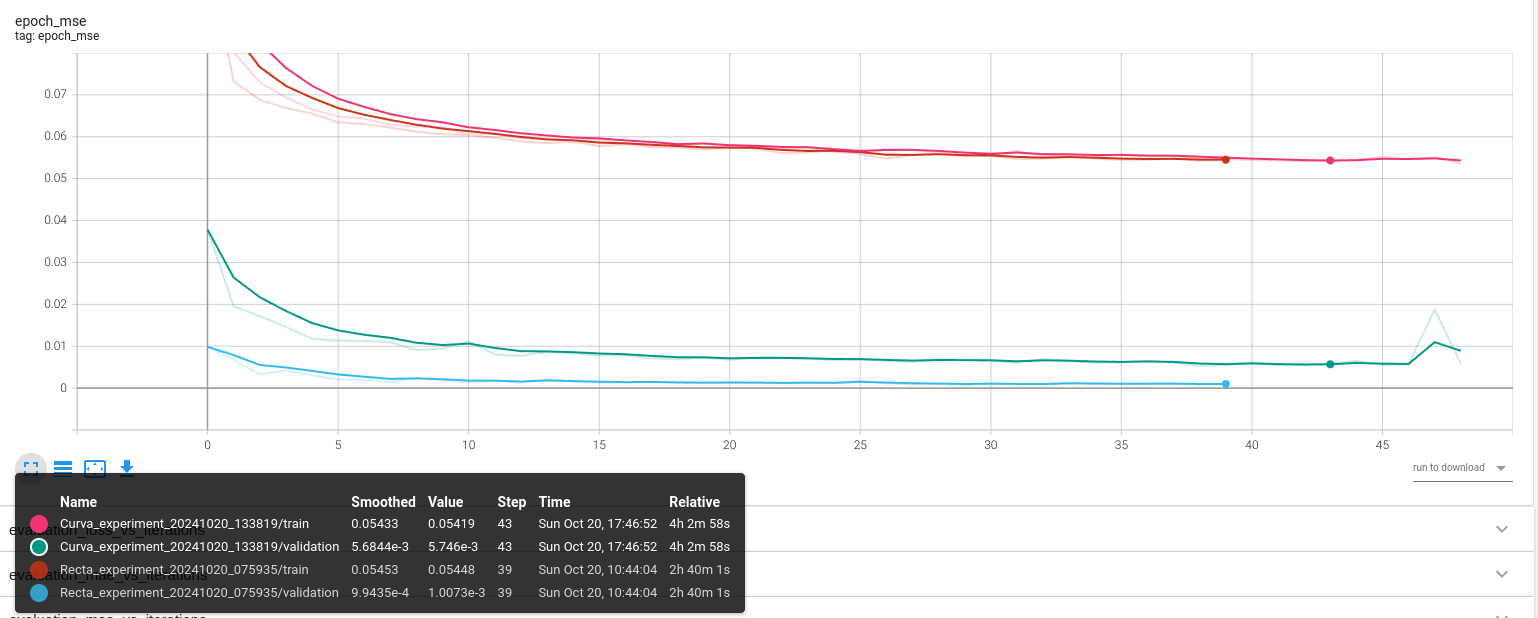 epoch_mse
tag: epoch_mse
0.07
0.06
0.05
0.04
0.03
0.02
0.01
0
0 5 10 15 20 25 30 35 40 45
run to download
Name Smoothed Value Step Time Relative
Curva_experiment_20241020_133819/train 0.05433 0.05419 43 Sun Oct 20, 17:46:52 4h 2m 58s
evaluation_loss_vs_iterations
Curva_experiment_20241020_133819/validation 5.6844e-3 5.746e-3 43 Sun Oct 20, 17:46:52 4h 2m 58s
Recta_experiment_20241020_075935/train 0.05453 0.05448 39 Sun Oct 20, 10:44:04 2h 40m 1s
evaluation_mae_vs_iterations
Recta_experiment_20241020_075935/validation 9.9435e-4 1.0073e-3 39 Sun Oct 20, 10:44:04 2h 40m 1s